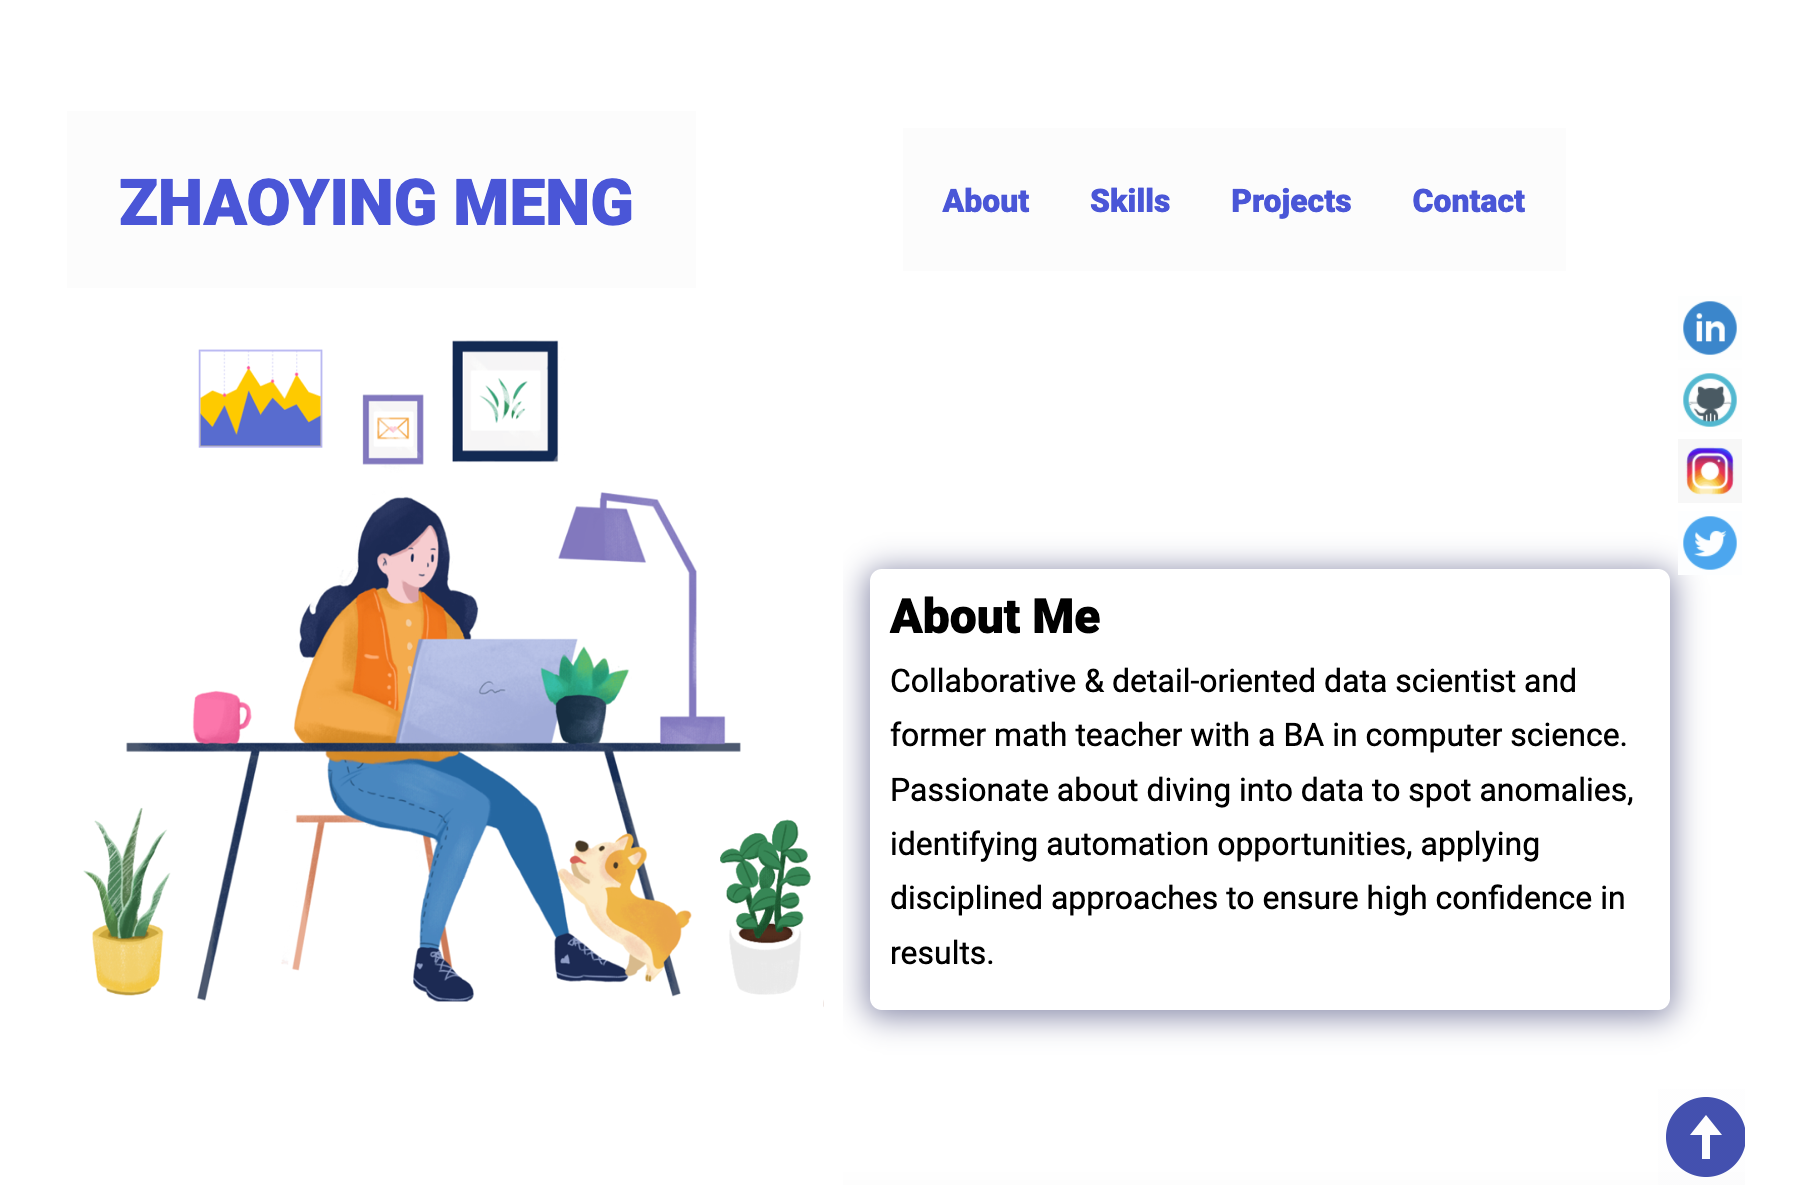 ZHAOYING MENG
About Skills Projects Contact
in
About Me
Collaborative & detail-oriented data scientist and
former math teacher with a BA in computer science.
Passionate about diving into data to spot anomalies,
identifying automation opportunities, applying
disciplined approaches to ensure high confidence in
results.